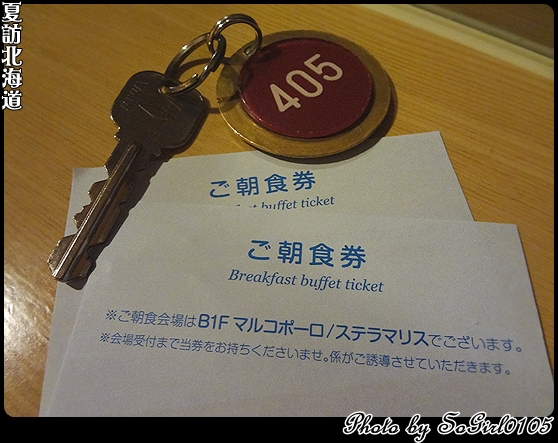 夏訪北海道
405
ご朝食券
buffet ticket
ご朝食券
Breakfast buffet ticket
※ご朝食会場はB1F マルコポーロ/ステラマリスでございます。
※会場受付まで当券をお持ちくださいませ。係がご誘導させていただきます。
Photo by SoGirl0105